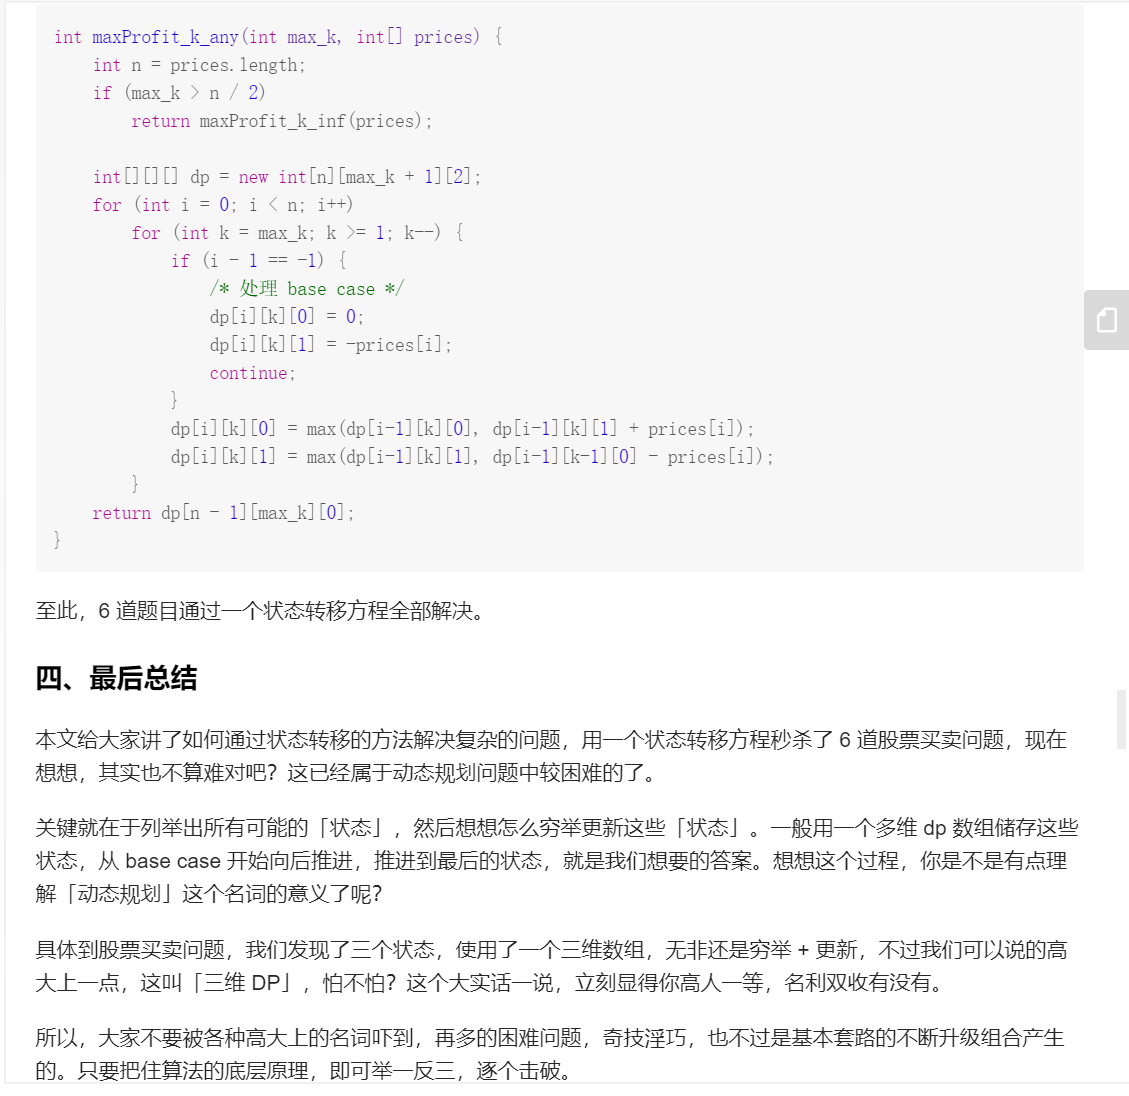 int maxProfit_k_any(int max_k, int[] prices) {
    int n = prices.length;
    if (max_k > n / 2)
        return maxProfit_k_inf(prices);

    int[][][] dp = new int[n][max_k + 1][2];
    for (int i = 0; i < n; i++)
        for (int k = max_k; k >= 1; k--) {
            if (i - 1 == -1) {
                /* 处理 base case */
                dp[i][k][0] = 0;
                dp[i][k][1] = -prices[i];
                continue;
            }
            dp[i][k][0] = max(dp[i-1][k][0], dp[i-1][k][1] + prices[i]);
            dp[i][k][1] = max(dp[i-1][k][1], dp[i-1][k-1][0] - prices[i]);
        }
    return dp[n - 1][max_k][0];
}
至此，6 道题目通过一个状态转移方程全部解决。
四、最后总结
本文给大家讲了如何通过状态转移的方法解决复杂的问题，用一个状态转移方程秒杀了 6 道股票买卖问题，现在
想想，其实也不算难对吧？这已经属于动态规划问题中较困难的了。
关键就在于列举出所有可能的「状态」，然后想想怎么穷举更新这些「状态」。一般用一个多维 dp 数组储存这些
状态，从 base case 开始向后推进，推进到最后的状态，就是我们想要的答案。想想这个过程，你是不是有点理
解「动态规划」这个名词的意义了呢？
具体到股票买卖问题，我们发现了三个状态，使用了一个三维数组，无非还是穷举 + 更新，不过我们可以说的高
大上一点，这叫「三维 DP」，怕不怕？这个大实话一说，立刻显得你高人一等，名利双收有没有。
所以，大家不要被各种高大上的名词吓到，再多的困难问题，奇技淫巧，也不过是基本套路的不断升级组合产生
的。只要把住算法的底层原理，即可举一反三，逐个击破。